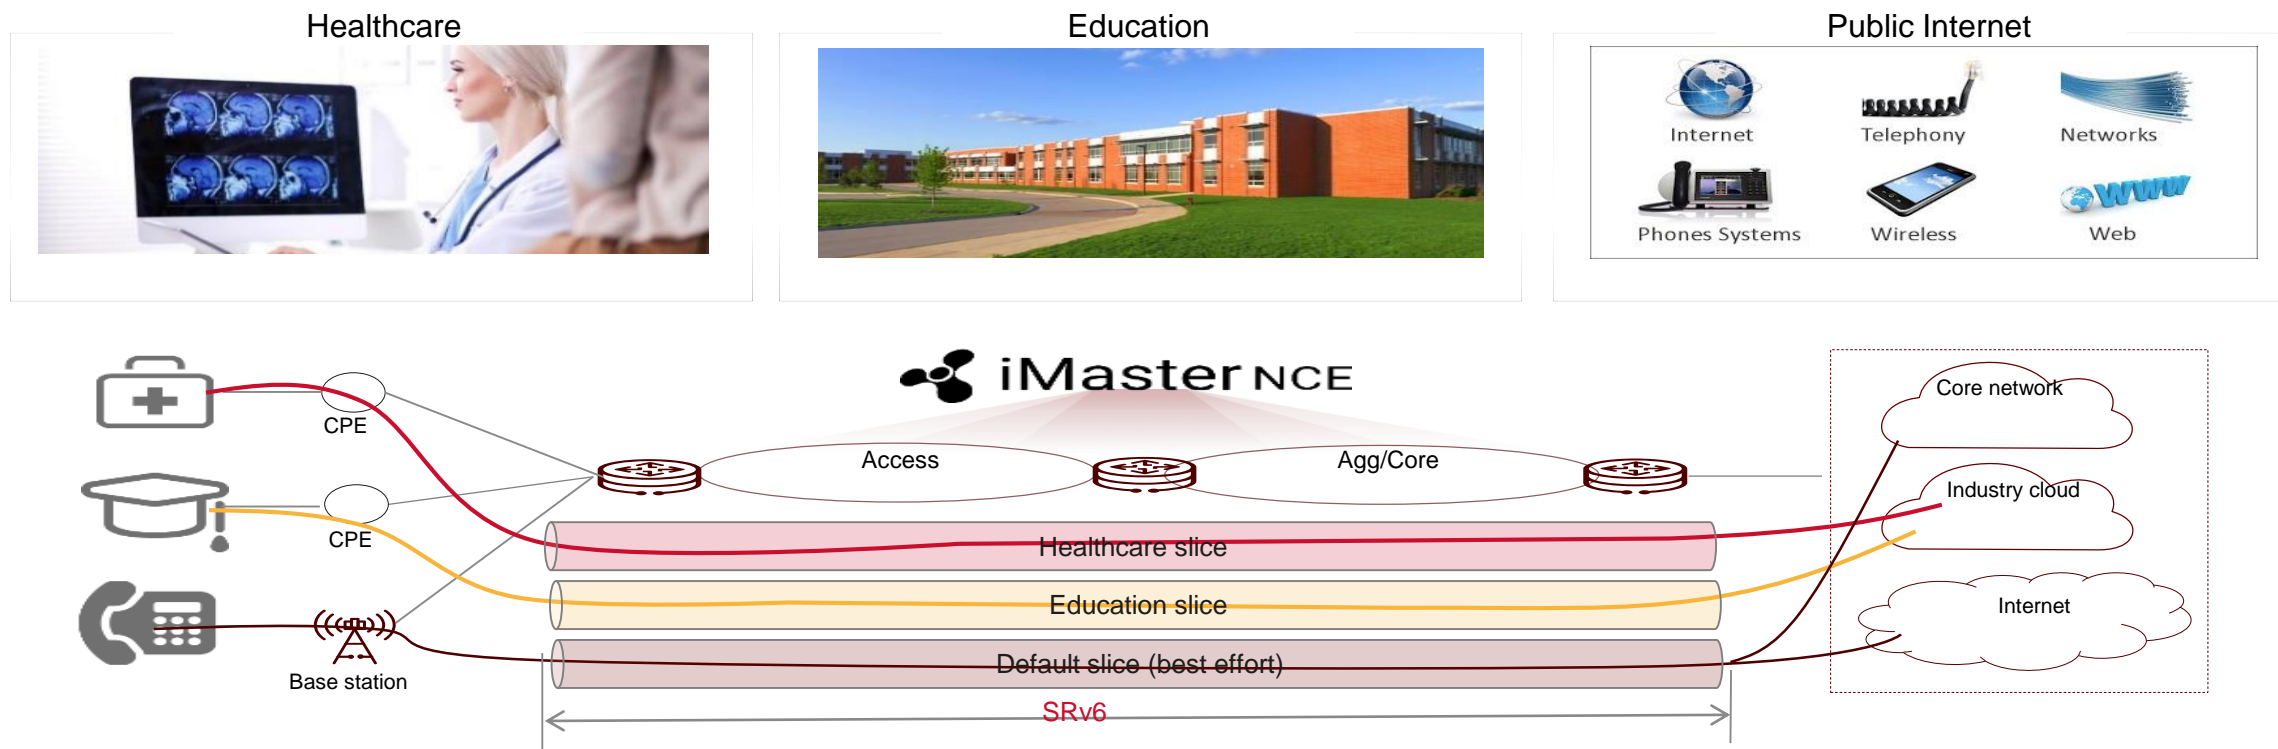 Healthcare
Education
Public Internet
Internet
Telephony
Networks
Phones Systems
Wireless
Web
www
iMaster NCE
CPE
Access
Agg/Core
Core network
Industry cloud
CPE
Healthcare slice
Education slice
Internet
Base station
Default slice (best effort)
SRv6